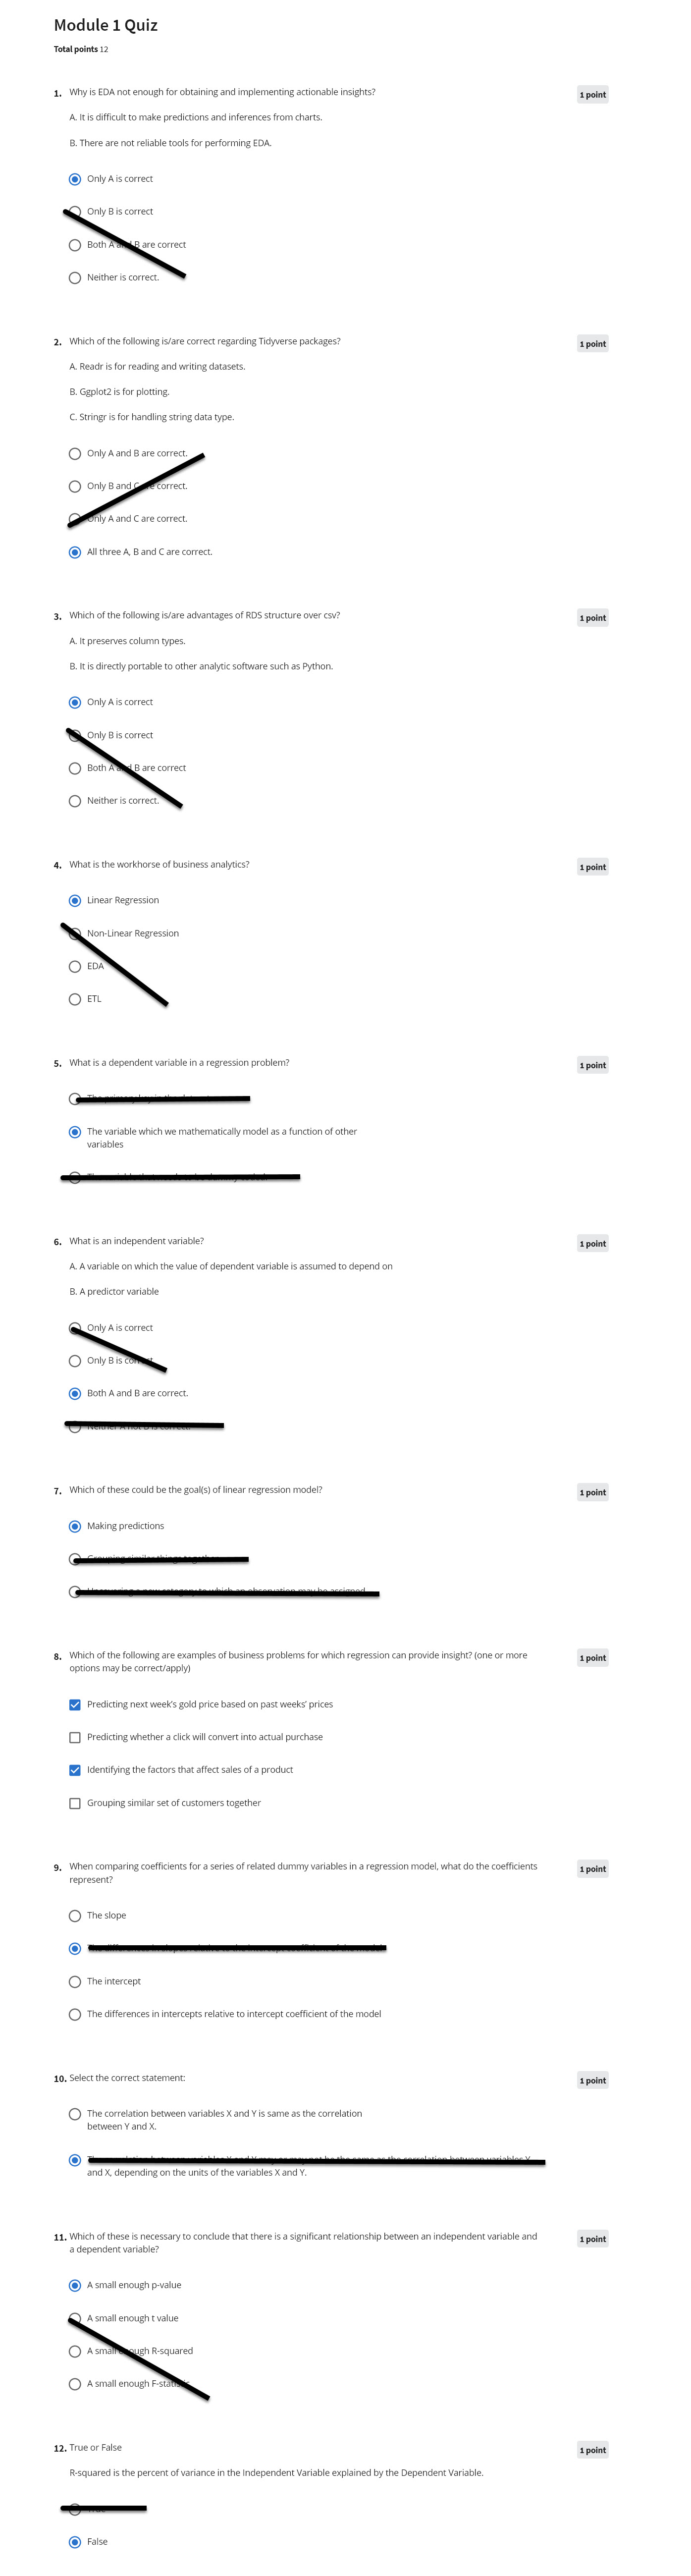 Module 1 Quiz
Total points 12
1. Why is EDA not enough for obtaining and implementing actionable insights?
1 point
A. It is difficult to make predictions and inferences from charts.
B. There are not reliable tools for performing EDA.
Only A is correct
Only B is correct
Both A and B are correct
Neither is correct.
2. Which of the following is/are correct regarding Tidyverse packages?
1 point
A. Readr is for reading and writing datasets.
B. Ggplot2 is for plotting.
C. Stringr is for handling string data type.
Only A and B are correct.
Only B and C are correct.
Only A and C are correct.
All three A, B and C are correct.
3. Which of the following is/are advantages of RDS structure over csv?
1 point
A. It preserves column types.
B. It is directly portable to other analytic software such as Python.
Only A is correct
Only B is correct
Both A and B are correct
Neither is correct.
4. What is the workhorse of business analytics?
1 point
Linear Regression
Non-Linear Regression
EDA
ETL
5. What is a dependent variable in a regression problem?
1 point
The variable which we mathematically model as a function of other
variables
6. What is an independent variable?
1 point
A. A variable on which the value of dependent variable is assumed to depend on
B. A predictor variable
Only A is correct
Only B is correct
Both A and B are correct.
Neither A not B is correct.
7. Which of these could be the goal(s) of linear regression model?
1 point
Making predictions
Grouping similar things together
Uncovering a new category to which an observation may be assigned
8. Which of the following are examples of business problems for which regression can provide insight? (one or more
options may be correct/apply)
1 point
Predicting next week's gold price based on past weeks' prices
Predicting whether a click will convert into actual purchase
Identifying the factors that affect sales of a product
Grouping similar set of customers together
9. When comparing coefficients for a series of related dummy variables in a regression model, what do the coefficients
represent?
1 point
The slope
The intercept
The differences in intercepts relative to intercept coefficient of the model
10. Select the correct statement:
1 point
The correlation between variables X and Y is same as the correlation
between Y and X.
and X, depending on the units of the variables X and Y.
11. Which of these is necessary to conclude that there is a significant relationship between an independent variable and
a dependent variable?
1 point
A small enough p-value
A small enough t value
A small enough R-squared
A small enough F-statistic
12. True or False
1 point
R-squared is the percent of variance in the Independent Variable explained by the Dependent Variable.
False